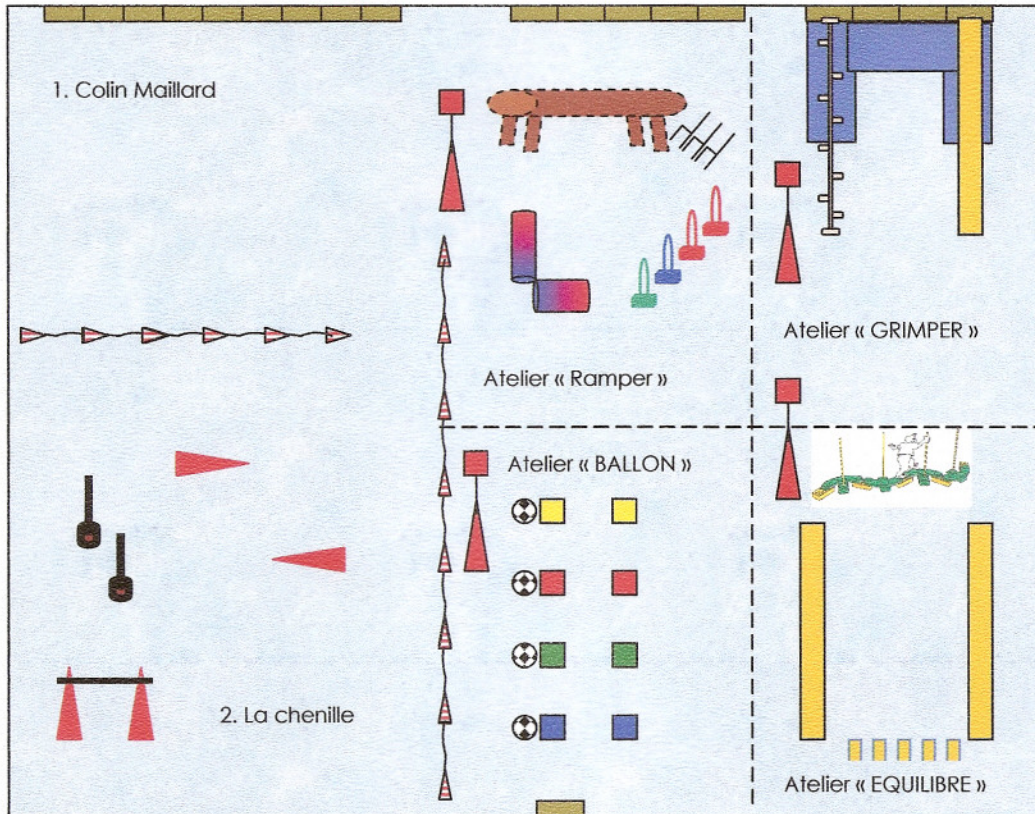 1. Colin Maillard
Atelier « Ramper »
Atelier « GRIMPER »
Atelier « BALLON »
2. La chenille
Atelier « EQUILIBRE »